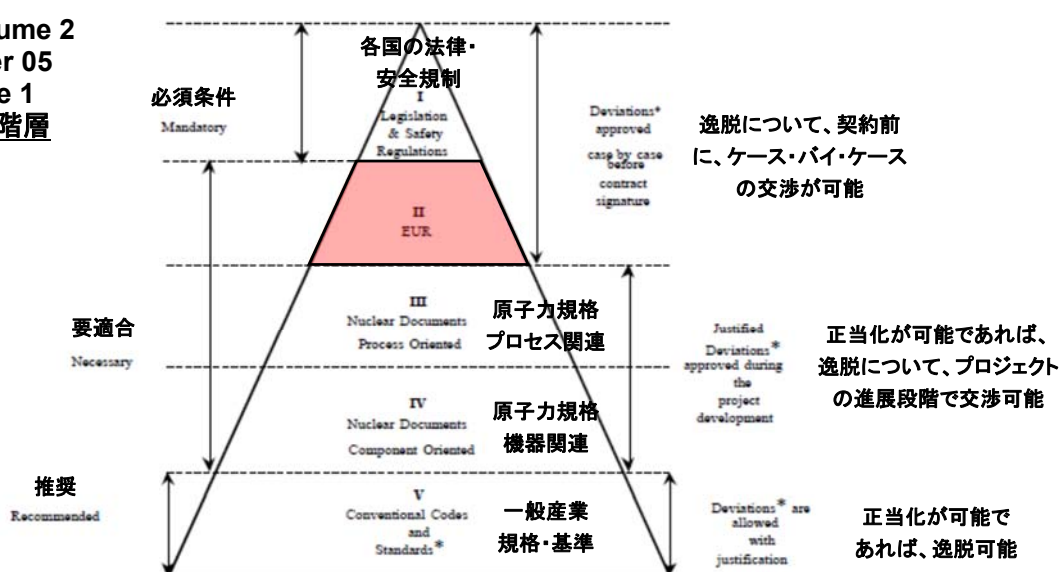 ume 2
er 05
e 1
階層
各国の法律・
安全規制
I
Legislation
& Safety
Regulations
必須条件
Mandatory
Deviations*
approved
case by case
before
contract
signature
逸脱について、契約前
に、ケース・バイ・ケース
の交渉が可能
II
EUR
要適合
Necessary
III
Nuclear Documents
Process Oriented
原子力規格
プロセス関連
IV
Nuclear Documents
Component Oriented
原子力規格
機器関連
Justified
Deviations*
approved during
the
project
development
正当化が可能であれば、
逸脱について、プロジェクト
の進展段階で交渉可能
推奨
Recommended
V
Conventional Codes
and
Standards*
一般産業
規格・基準
Deviations* are
allowed
with
justification
正当化が可能で
あれば、逸脱可能